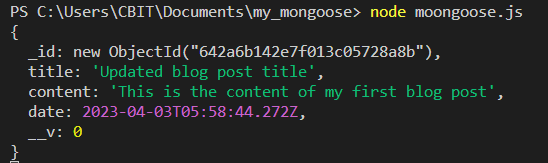 PS C:\Users\CBIT\Documents\my_mongoose> node moongoose.js
{
  _id: new ObjectId("642a6b142e7f013c05728a8b"),
  title: 'Updated blog post title',
  content: 'This is the content of my first blog post',
  date: 2023-04-03T05:58:44.272Z,
  __v: 0
}